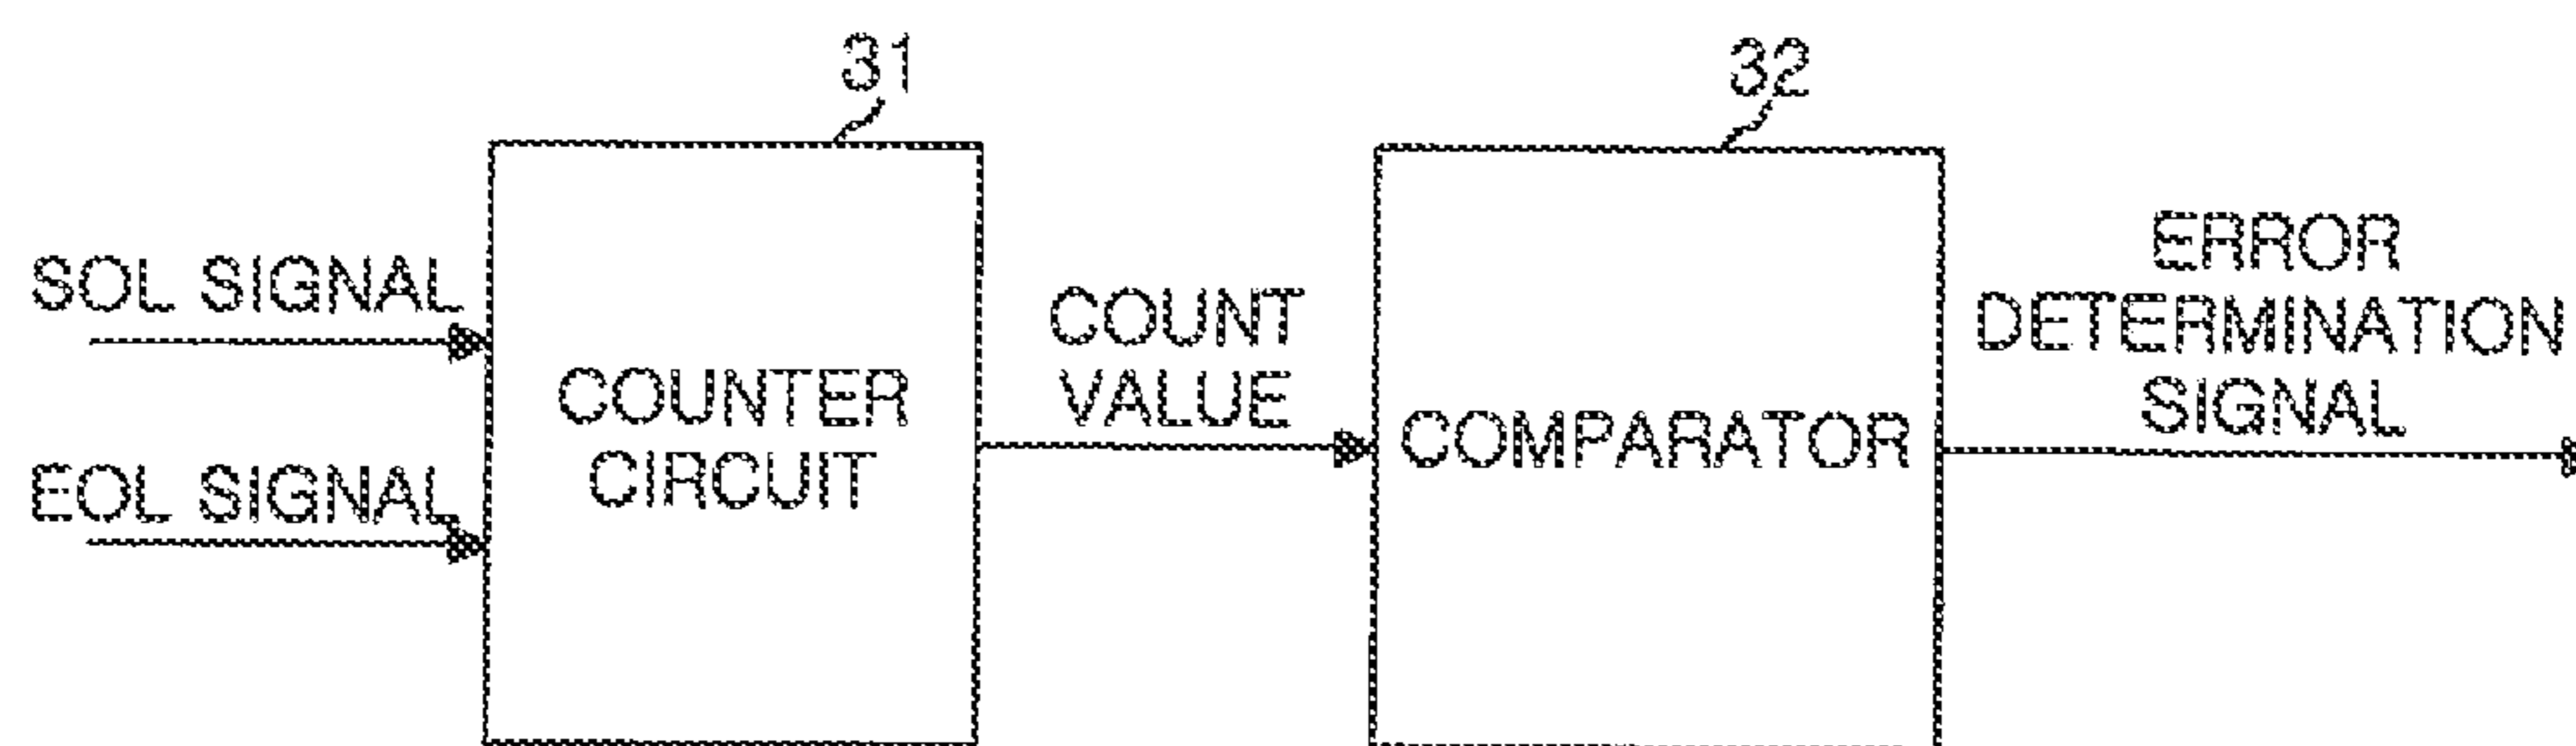 31
32
SOL SIGNAL
EOL SIGNAL
COUNTER
CIRCUIT
COUNT
VALUE
COMPARATOR
ERROR
DETERMINATION
SIGNAL